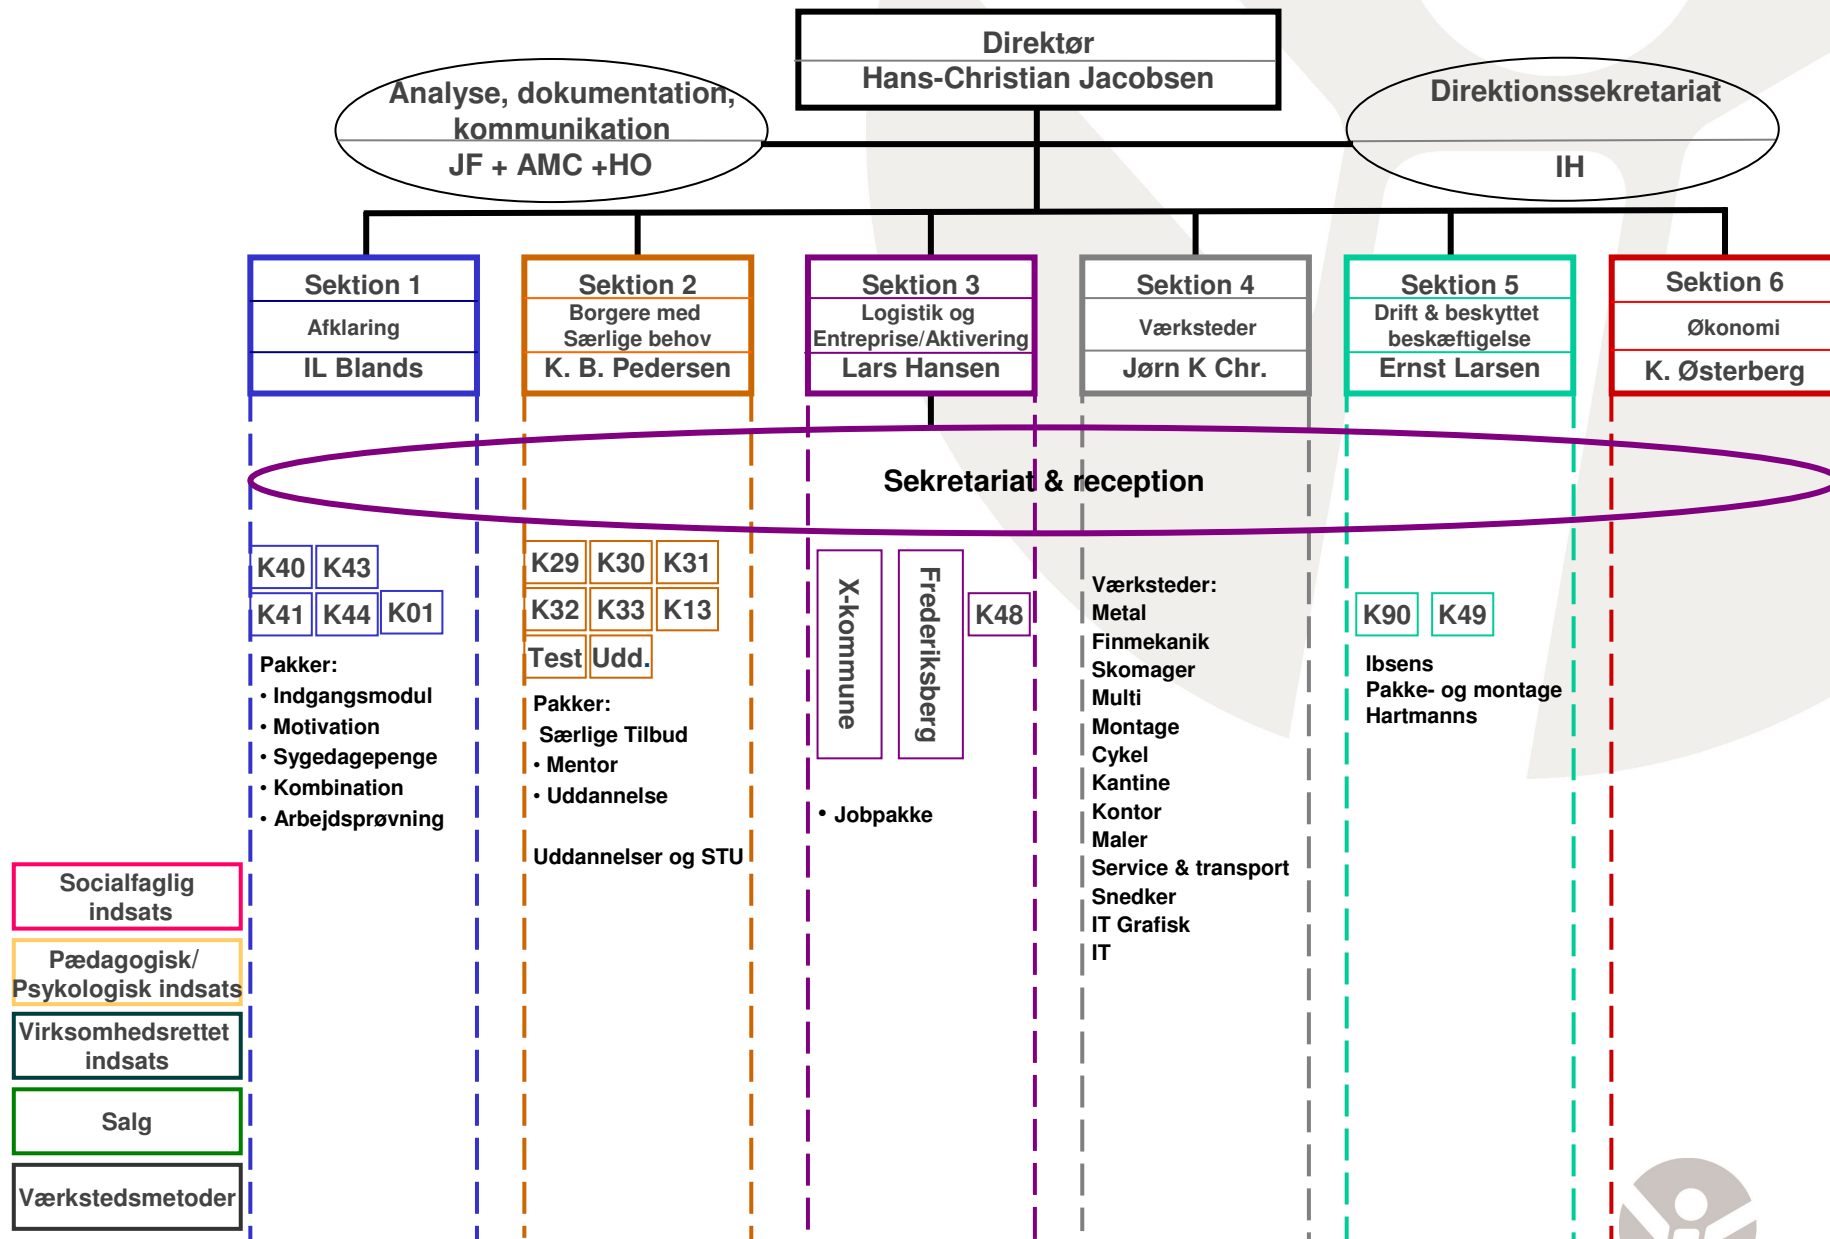 Direktør
Hans-Christian Jacobsen
Analyse, dokumentation,
kommunikation
JF + AMC +HO
Direktionssekretariat
IH
Sektion 1
Afklaring
IL Blands
Sektion 2
Borgere med
Særlige behov
K. B. Pedersen
Sektion 3
Logistik og
Entreprise/Aktivering
Lars Hansen
Sektion 4
Værksteder
Jørn K Chr.
Sektion 5
Drift & beskyttet
beskæftigelse
Ernst Larsen
Sektion 6
Økonomi
K. Østerberg
Sekretariat & reception
K40 K43
K41 K44 K01
Pakker:
• Indgangsmodul
• Motivation
• Sygedagepenge
• Kombination
• Arbejdsprøvning
K29 K30 K31
K32 K33 K13
Test Udd.
Pakker:
Særlige Tilbud
• Mentor
• Uddannelse
Uddannelser og STU
X-kommune
Frederiksberg
K48
• Jobpakke
Værksteder:
Metal
Finmekanik
Skomager
Multi
Montage
Cykel
Kantine
Kontor
Maler
Service & transport
Snedker
IT Grafisk
IT
K90 K49
Ibsens
Pakke- og montage
Hartmanns
Socialfaglig
indsats
Pædagogisk/
Psykologisk indsats
Virksomhedsrettet
indsats
Salg
Værkstedsmetoder